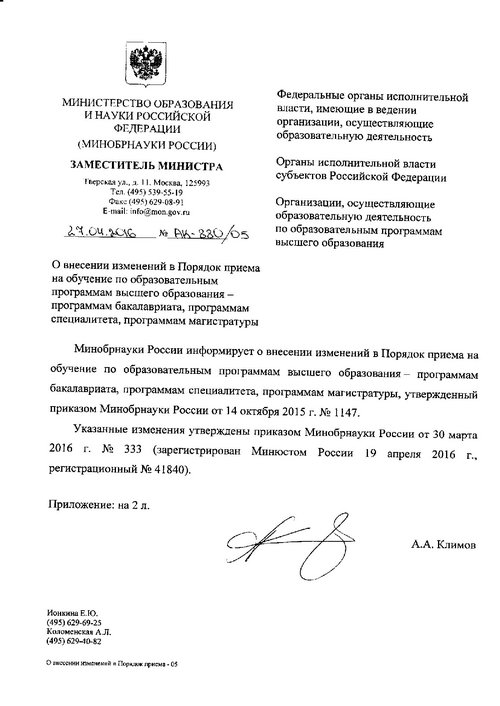 МИНИСТЕРСТВО ОБРАЗОВАНИЯ
И НАУКИ РОССИЙСКОЙ
ФЕДЕРАЦИИ
(МИНОБРНАУКИ РОССИИ)
ЗАМЕСТИТЕЛЬ МИНИСТРА
Тверская ул., д. 11. Москва, 125993
Тел. (495) 539-55-19
Факс (495) 629-08-91
E-mail: info@mon.gov.ru
27.04.2016 № АК-880/05
Федеральные органы исполнительной
власти, имеющие в ведении
организации, осуществляющие
образовательную деятельность
Органы исполнительной власти
субъектов Российской Федерации
Организации, осуществляющие
образовательную деятельность
по образовательным программам
высшего образования
О внесении изменений в Порядок приема
на обучение по образовательным
программам высшего образования –
программам бакалавриата, программам
специалитета, программам магистратуры
Минобрнауки России информирует о внесении изменений в Порядок приема на
обучение по образовательным программам высшего образования – программам
бакалавриата, программам специалитета, программам магистратуры, утвержденный
приказом Минобрнауки России от 14 октября 2015 г. № 1147.
Указанные изменения утверждены приказом Минобрнауки России от 30 марта
2016 г. № 333 (зарегистрирован Минюстом России 19 апреля 2016 г.,
регистрационный № 41840).
Приложение: на 2 л.
А.А. Климов
Ионкина Е.Ю.
(495) 629-69-25
Коломенская А.Л.
(495) 629-40-82
О внесении изменений в Порядок приема - 05